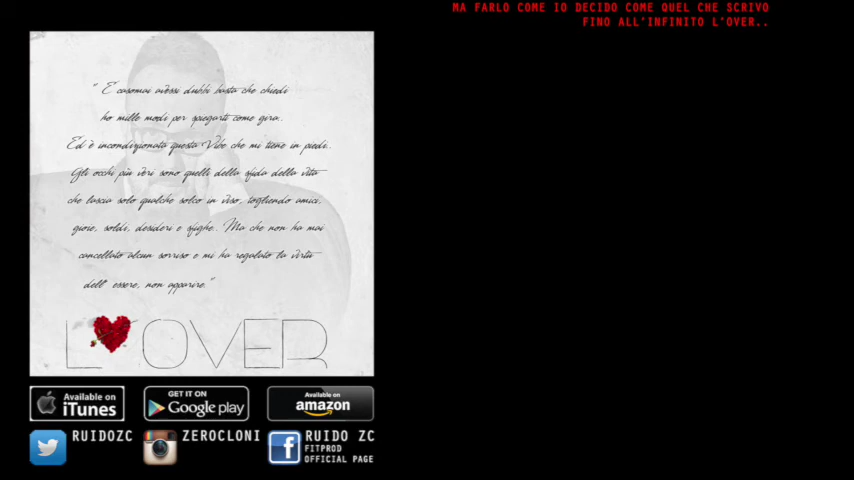 MA FARLO COME IO DECIDO COME QUEL CHE SCRIVO
FINO ALL'INFINITO L'OVER..
" E casomai avessi dubbi basta che chiedi
ho mille modi per spiegarti come gira..
Ed è incondizionata questa Vibe che mi tiene in piedi..
Gli occhi più veri sono quelli della sfida della vita
che lascia solo qualche solco in viso, togliendo amici,
gioie, soldi, desideri e sfighe.. Ma che non ha mai
cancellato alcun sorriso e mi ha regalato la virtù
dell' essere, non apparire."
L OVER
Available on iTunes
GET IT ON Google play
Available on amazon
RUIDOZC
ZEROCLONI
RUIDO ZC
FITPROD
OFFICIAL PAGE